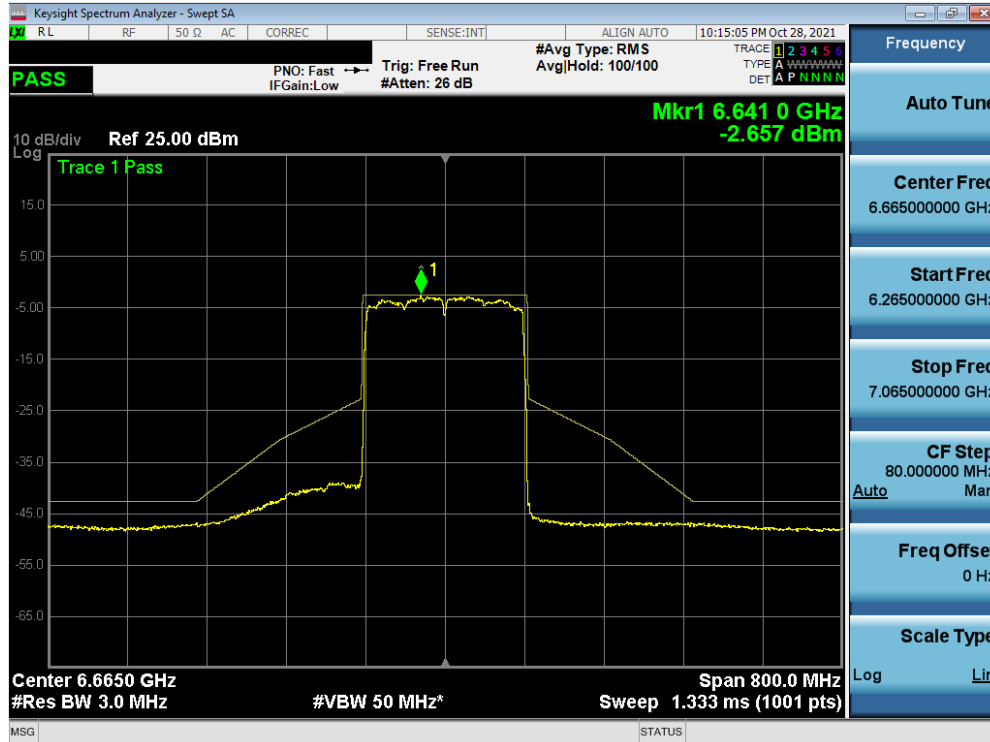 Keysight Spectrum Analyzer - Swept SA
LXI RL RF 50 Ω AC CORREC SENSE:INT ALIGN AUTO 10:15:05 PM Oct 28, 2021
PASS
PNO: Fast
IFGain:Low
Trig: Free Run
#Atten: 26 dB
#Avg Type: RMS
Avg|Hold: 100/100
TRACE 1 2 3 4 5 6
TYPE A WWWWW
DET A P N N N N
Mkr1 6.641 0 GHz
-2.657 dBm
10 dB/div Ref 25.00 dBm
Log
Trace 1 Pass
15.0
5.00
-5.00
-15.0
-25.0
-35.0
-45.0
-55.0
-65.0
1
Center 6.6650 GHz Span 800.0 MHz
#Res BW 3.0 MHz #VBW 50 MHz* Sweep 1.333 ms (1001 pts)
MSG STATUS
Frequency
Auto Tune
Center Freq
6.665000000 GHz
Start Freq
6.265000000 GHz
Stop Freq
7.065000000 GHz
CF Step
80.000000 MHz
Auto Man
Freq Offset
0 Hz
Scale Type
Log Lin